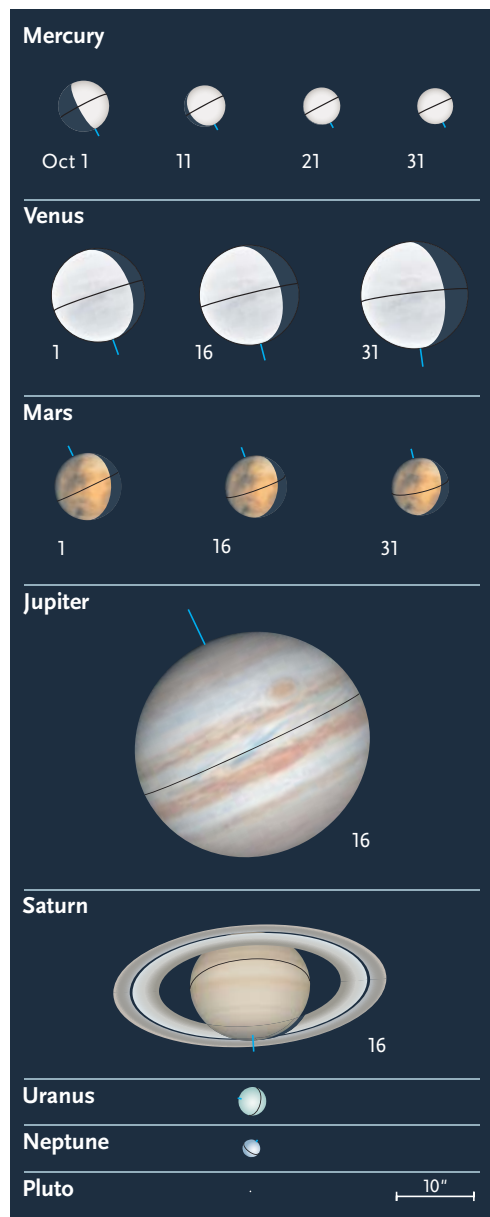 Mercury
Oct 1 11 21 31
Venus
1 16 31
Mars
1 16 31
Jupiter
16
Saturn
16
Uranus
Neptune
Pluto
10"